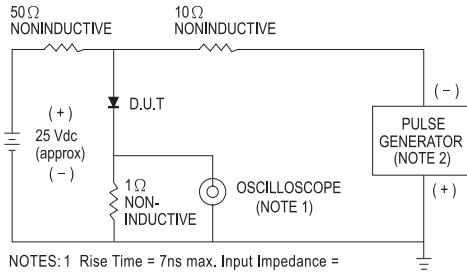 50Ω
NONINDUCTIVE
10Ω
NONINDUCTIVE
(+)
25 Vdc
(approx)
(−)
D.U.T
1Ω
NON-
INDUCTIVE
OSCILLOSCOPE
(NOTE 1)
(−)
PULSE
GENERATOR
(NOTE 2)
(+)
NOTES: 1 Rise Time = 7ns max. Input Impedance =